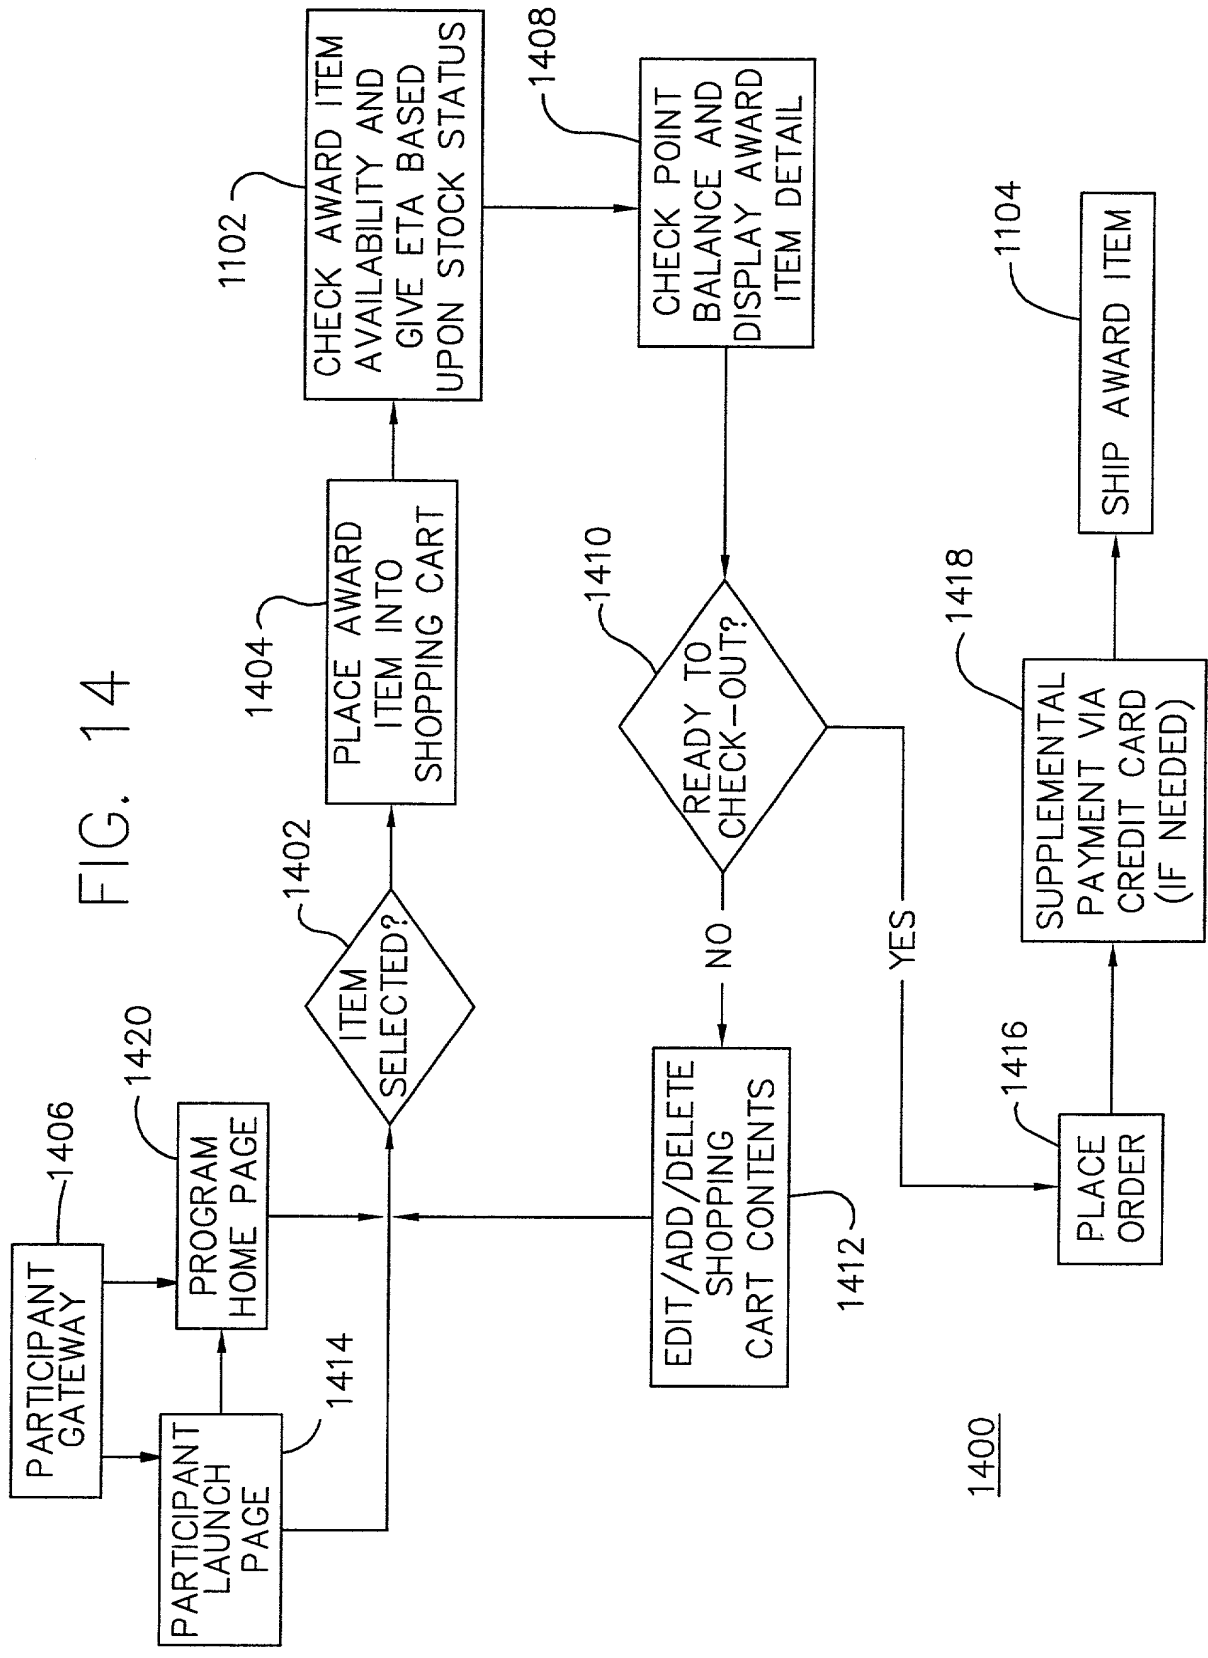 FIG. 14
1406
PARTICIPANT
GATEWAY
1420
PROGRAM
HOME PAGE
PARTICIPANT
LAUNCH
PAGE
1414
1402
ITEM
SELECTED?
1404
PLACE AWARD
ITEM INTO
SHOPPING CART
1102
CHECK AWARD ITEM
AVAILABILITY AND
GIVE ETA BASED
UPON STOCK STATUS
1408
CHECK POINT
BALANCE AND
DISPLAY AWARD
ITEM DETAIL
1410
READY TO
CHECK-OUT?
NO
EDIT/ADD/DELETE
SHOPPING
CART CONTENTS
1412
YES
1416
PLACE
ORDER
1418
SUPPLEMENTAL
PAYMENT VIA
CREDIT CARD
(IF NEEDED)
1104
SHIP AWARD ITEM
1400